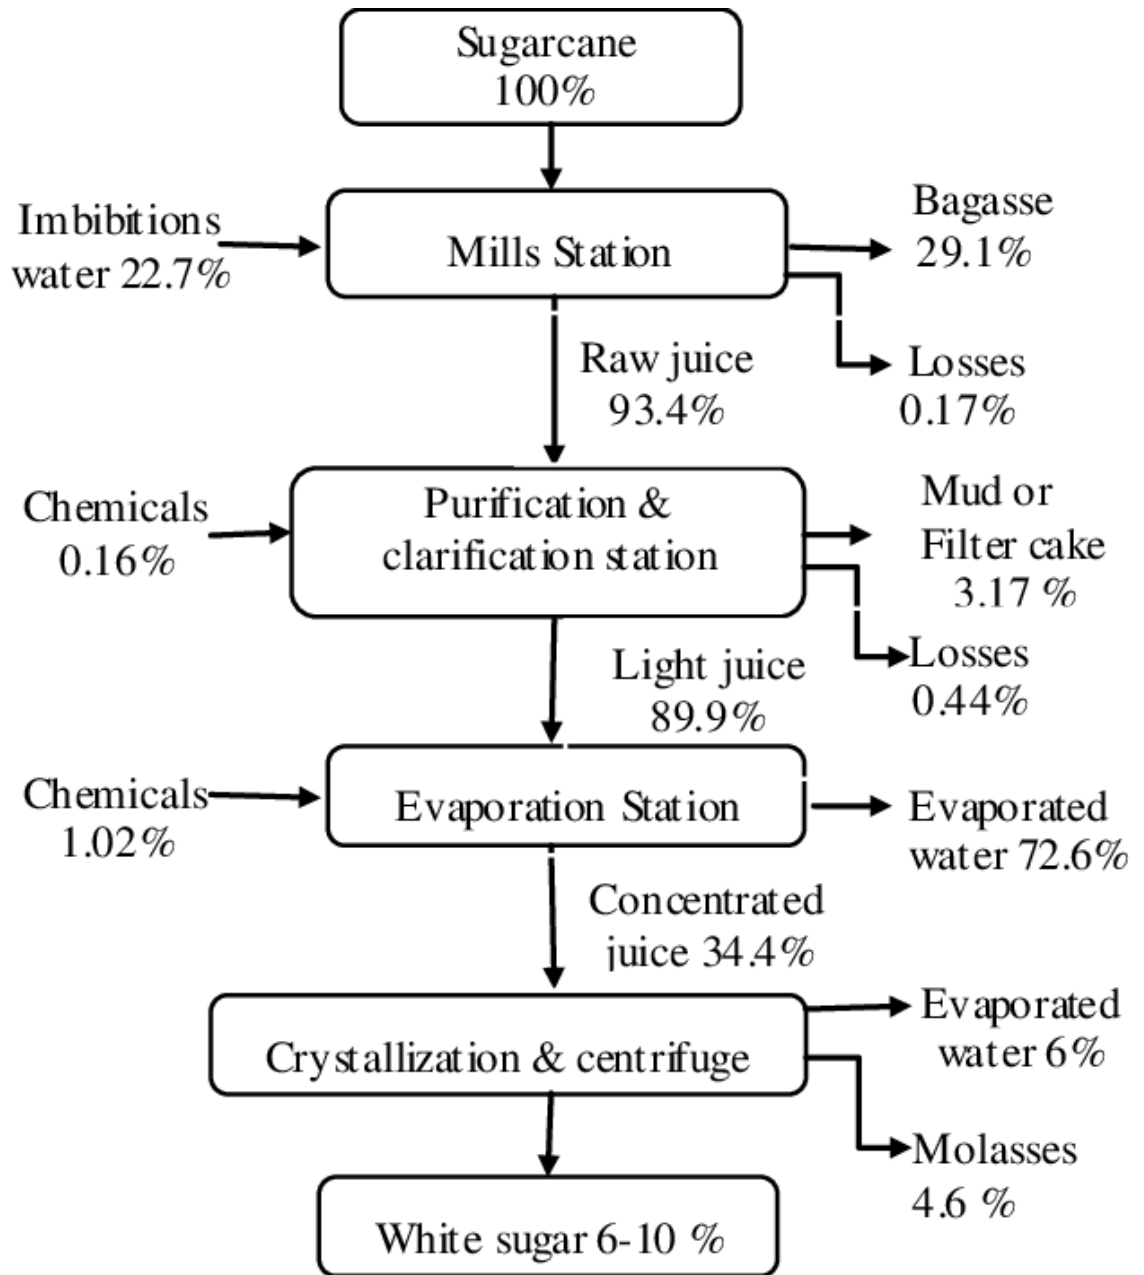 Sugarcane
100%
Imbibitions
water 22.7%
Mills Station
Bagasse
29.1%
Raw juice
93.4%
Losses
0.17%
Chemicals
0.16%
Purification &
clarification station
Mud or
Filter cake
3.17 %
Light juice
89.9%
Losses
0.44%
Chemicals
1.02%
Evaporation Station
Evaporated
water 72.6%
Concentrated
juice 34.4%
Crystallization & centrifuge
Evaporated
water 6%
Molasses
4.6 %
White sugar 6-10 %